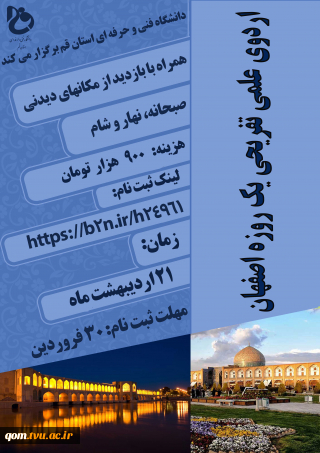 دانشگاه فنی و حرفه ای استان قم برگزار می کند
اردوی علمی تفریحی یک روزه اصفهان
همراه با بازدید از مکانهای دیدنی
صبحانه، نهار و شام
هزینه: ۹۰۰ هزار تومان
لینک ثبت نام:
https://b2n.ir/h24961
زمان:
۲۱ اردیبهشت ماه
مهلت ثبت نام: ۳۰ فروردین
qom.tvu.ac.ir